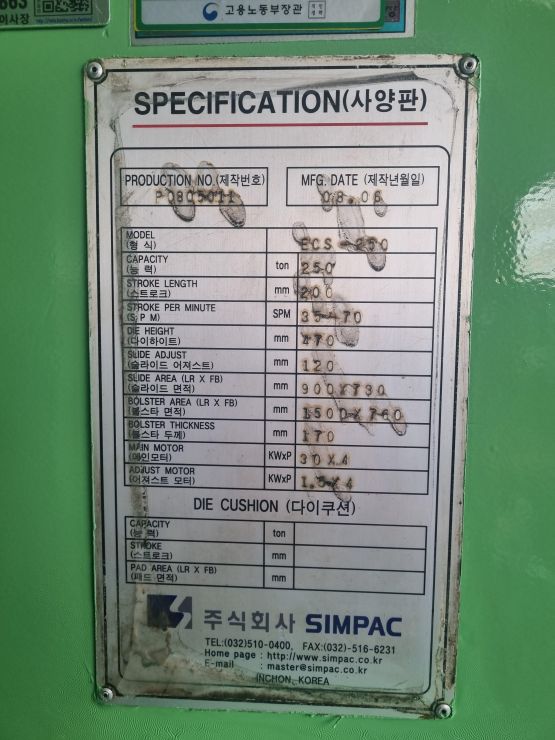 663
이사장
고용노동부장관
SPECIFICATION(사양판)
PRODUCTION NO.(제작번호) MFG. DATE (제작년월일)
P0805011 08.06
MODEL
(형 식) ECS - 250
CAPACITY
(능 력) ton 250
STROKE LENGTH
(스트로크) mm 200
STROKE PER MINUTE
(S.P.M) SPM 35-70
DIE HEIGHT
(다이하이트) mm 470
SLIDE ADJUST
(슬라이드 어져스트) mm 120
SLIDE AREA (LR X FB)
(슬라이드 면적) mm 900X730
BOLSTER AREA (LR X FB)
(볼스타 면적) mm 1500X760
BOLSTER THICKNESS
(볼스타 두께) mm 170
MAIN MOTOR
(메인모터) KWxP 30X4
ADJUST MOTOR
(어져스트 모터) KWxP 1.5X4
DIE CUSHION (다이쿠션)
CAPACITY
(능 력) ton
STROKE
(스트로크) mm
PAD AREA (LR X FB)
(패드 면적) mm
주식회사 SIMPAC
TEL:(032)510-0400, FAX:(032)-516-6231
Home page : http://www.simpac.co.kr
E-mail : master@simpac.co.kr
INCHON, KOREA